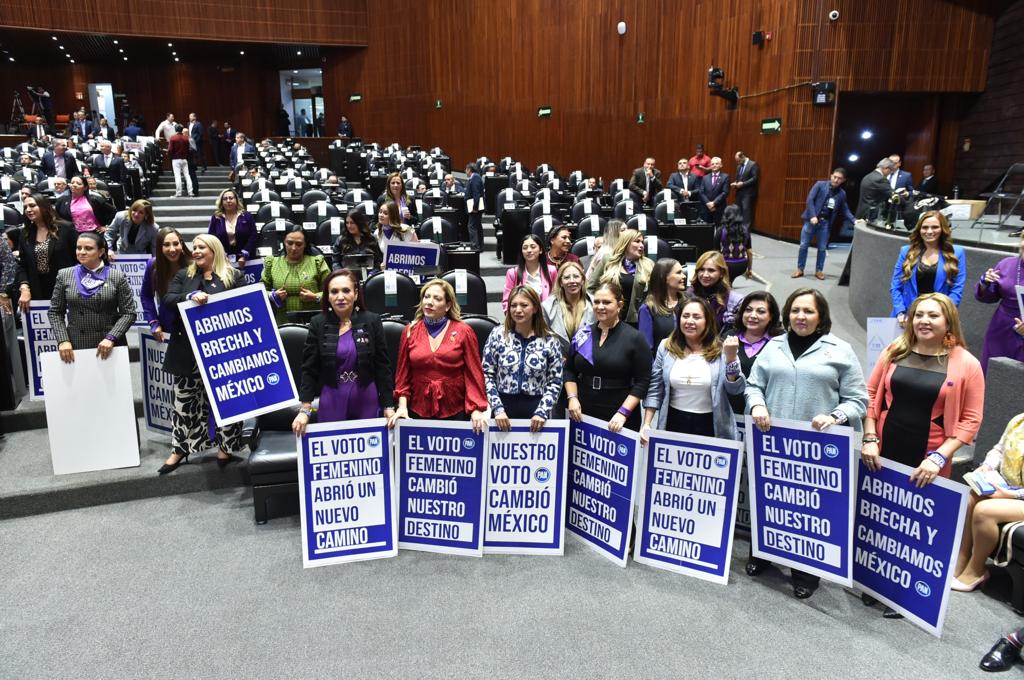 ABRIMOS
BRECHA Y
CAMBIAMOS
MÉXICO PAN
ABRIMOS
EL VOTO PAN
FEMENINO
ABRIÓ UN
NUEVO
CAMINO
EL VOTO PAN
FEMENINO
CAMBIÓ
NUESTRO
DESTINO
NUESTRO
VOTO PAN
CAMBIÓ
MÉXICO
EL VOTO PAN
FEMENINO
CAMBIÓ
NUESTRO
DESTINO
EL VOTO PAN
FEMENINO
ABRIÓ UN
NUEVO
CAMINO
EL VOTO PAN
FEMENINO
CAMBIÓ
NUESTRO
DESTINO
ABRIMOS
BRECHA Y
CAMBIAMOS
MÉXICO PAN